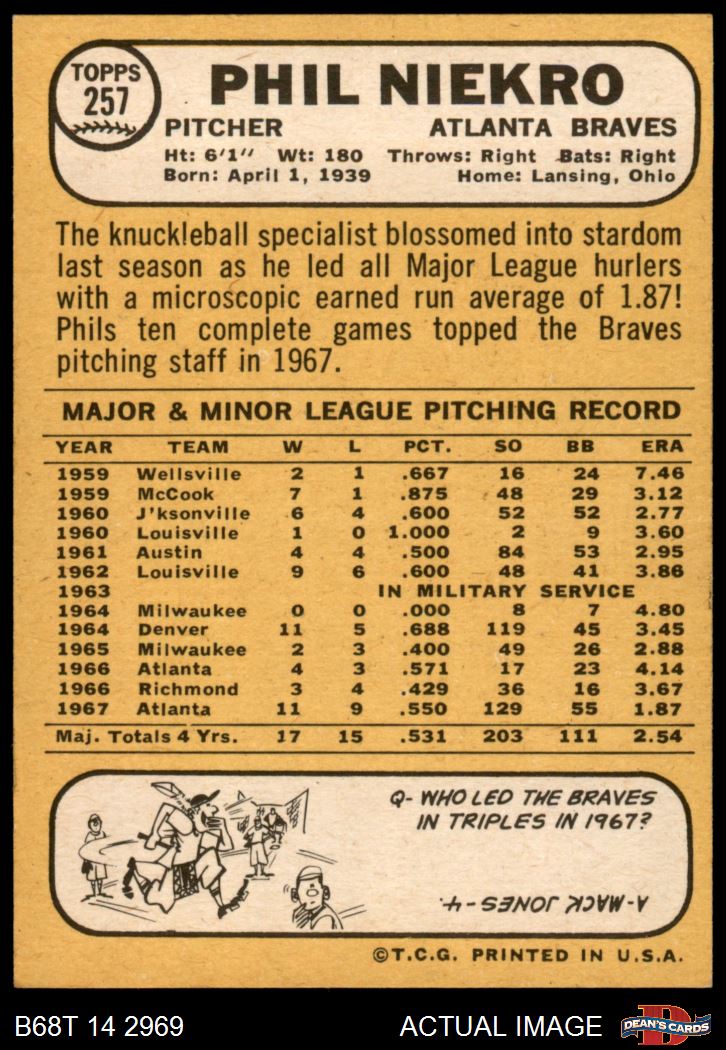 TOPPS
257
PHIL NIEKRO
PITCHER ATLANTA BRAVES
Ht: 6'1" Wt: 180 Throws: Right Bats: Right
Born: April 1, 1939 Home: Lansing, Ohio
The knuckleball specialist blossomed into stardom
last season as he led all Major League hurlers
with a microscopic earned run average of 1.87!
Phils ten complete games topped the Braves
pitching staff in 1967.
MAJOR & MINOR LEAGUE PITCHING RECORD
YEAR TEAM W L PCT. SO BB ERA
1959 Wellsville 2 1 .667 16 24 7.46
1959 McCook 7 1 .875 48 29 3.12
1960 J'ksonville 6 4 .600 52 52 2.77
1960 Louisville 1 0 1.000 2 9 3.60
1961 Austin 4 4 .500 84 53 2.95
1962 Louisville 9 6 .600 48 41 3.86
1963 IN MILITARY SERVICE
1964 Milwaukee 0 0 .000 8 7 4.80
1964 Denver 11 5 .688 119 45 3.45
1965 Milwaukee 2 3 .400 49 26 2.88
1966 Atlanta 4 3 .571 17 23 4.14
1966 Richmond 3 4 .429 36 16 3.67
1967 Atlanta 11 9 .550 129 55 1.87
Maj. Totals 4 Yrs. 17 15 .531 203 111 2.54
Q- WHO LED THE BRAVES
IN TRIPLES IN 1967?
A- MACK JONES - 4.
©T.C.G. PRINTED IN U.S.A.
B68T 14 2969 ACTUAL IMAGE
D
DEAN'S CARDS